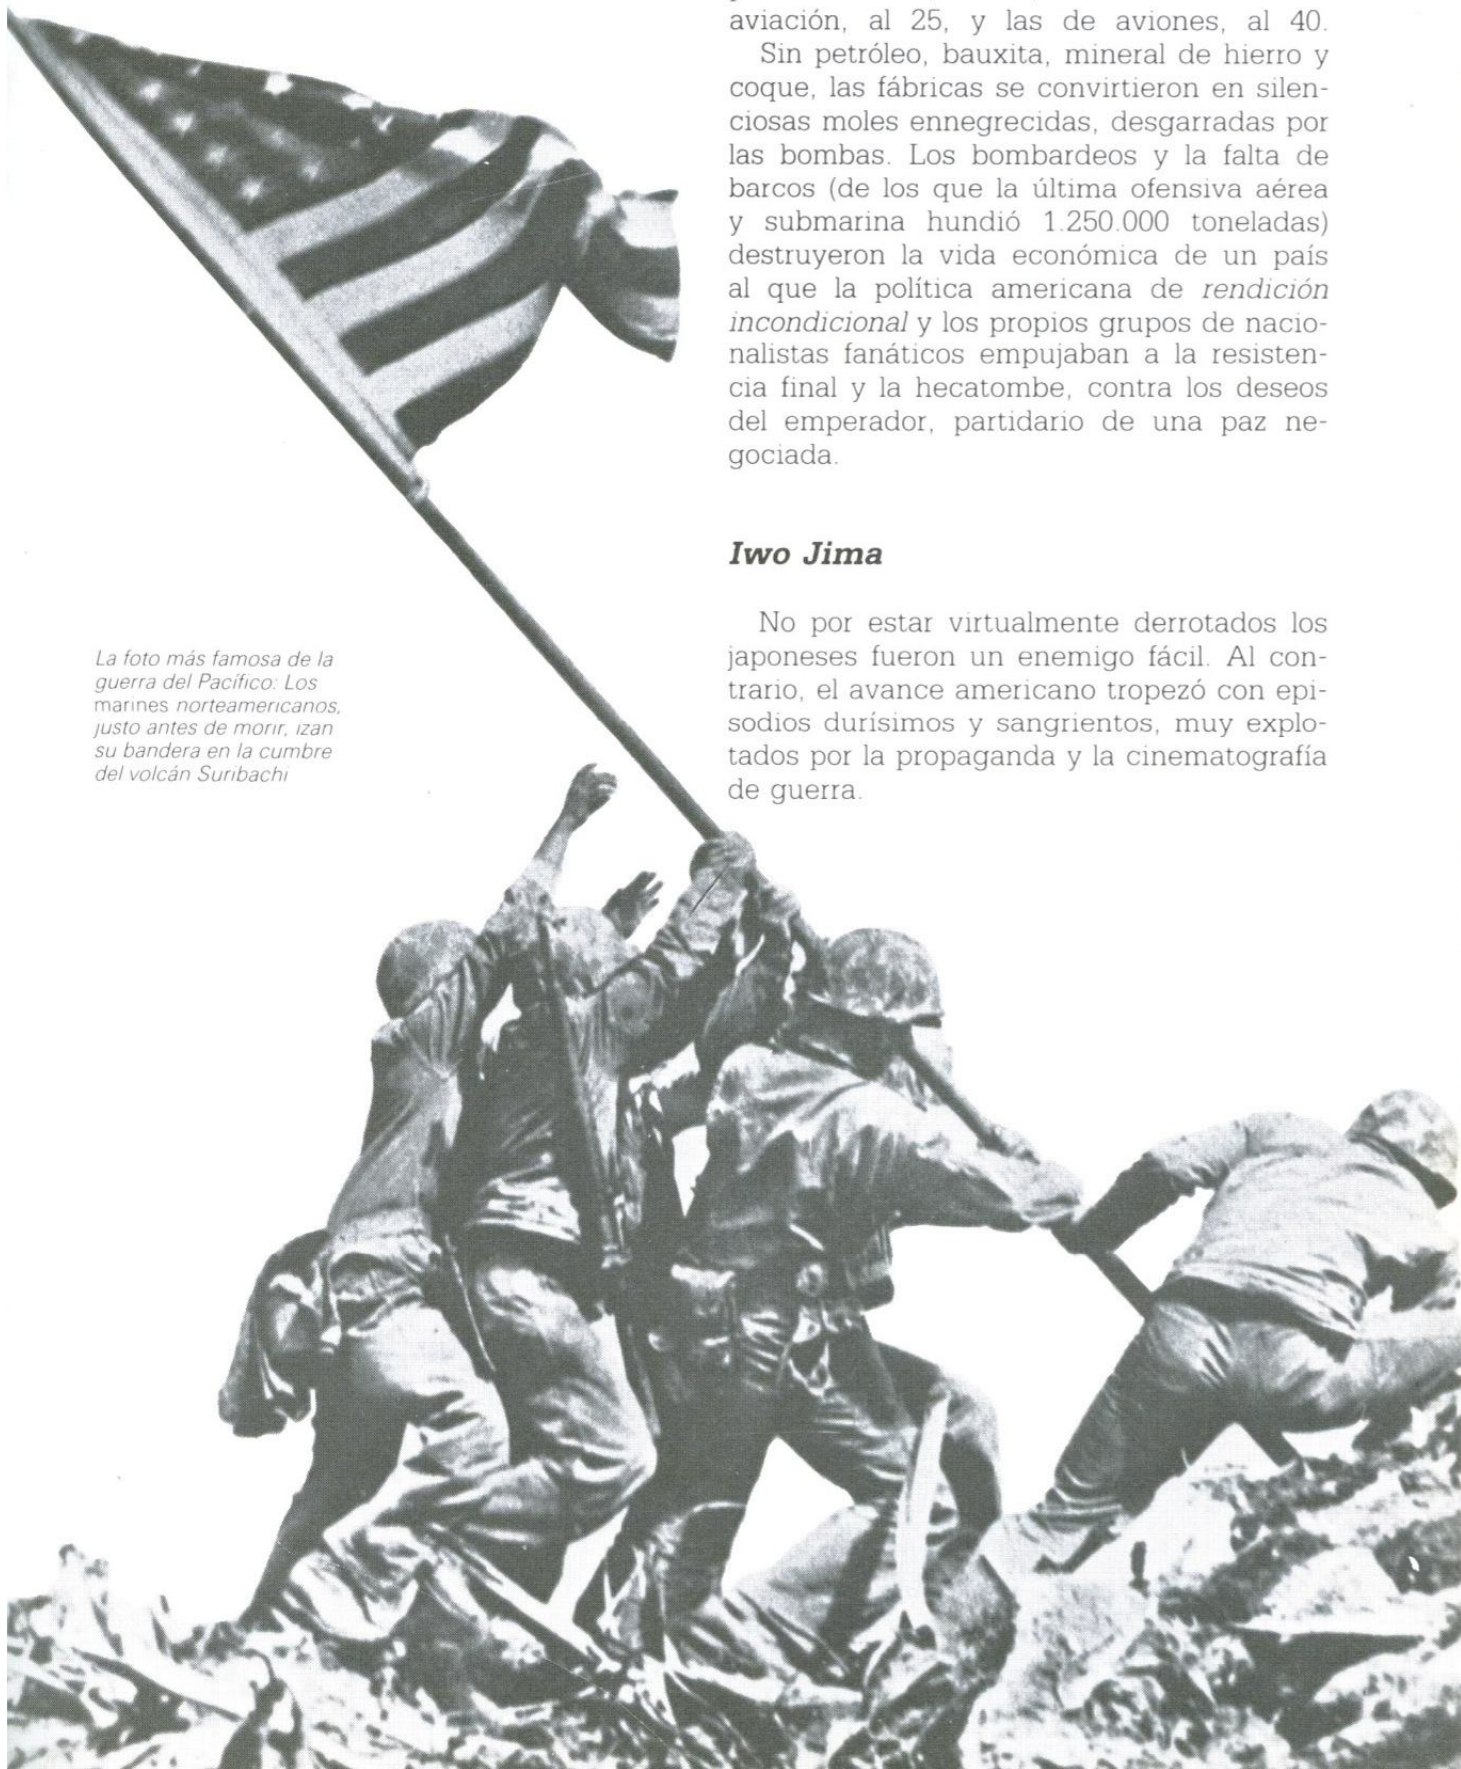 aviación, al 25, y las de aviones, al 40.
Sin petróleo, bauxita, mineral de hierro y
coque, las fábricas se convirtieron en silen-
ciosas moles ennegrecidas, desgarradas por
las bombas. Los bombardeos y la falta de
barcos (de los que la última ofensiva aérea
y submarina hundió 1.250.000 toneladas)
destruyeron la vida económica de un país
al que la política americana de rendición
incondicional y los propios grupos de nacio-
nalistas fanáticos empujaban a la resisten-
cia final y la hecatombe, contra los deseos
del emperador, partidario de una paz ne-
gociada.
Iwo Jima
No por estar virtualmente derrotados los
japoneses fueron un enemigo fácil. Al con-
trario, el avance americano tropezó con epi-
sodios durísimos y sangrientos, muy explo-
tados por la propaganda y la cinematografía
de guerra.
La foto más famosa de la
guerra del Pacífico: Los
marines norteamericanos,
justo antes de morir, izan
su bandera en la cumbre
del volcán Suribachi